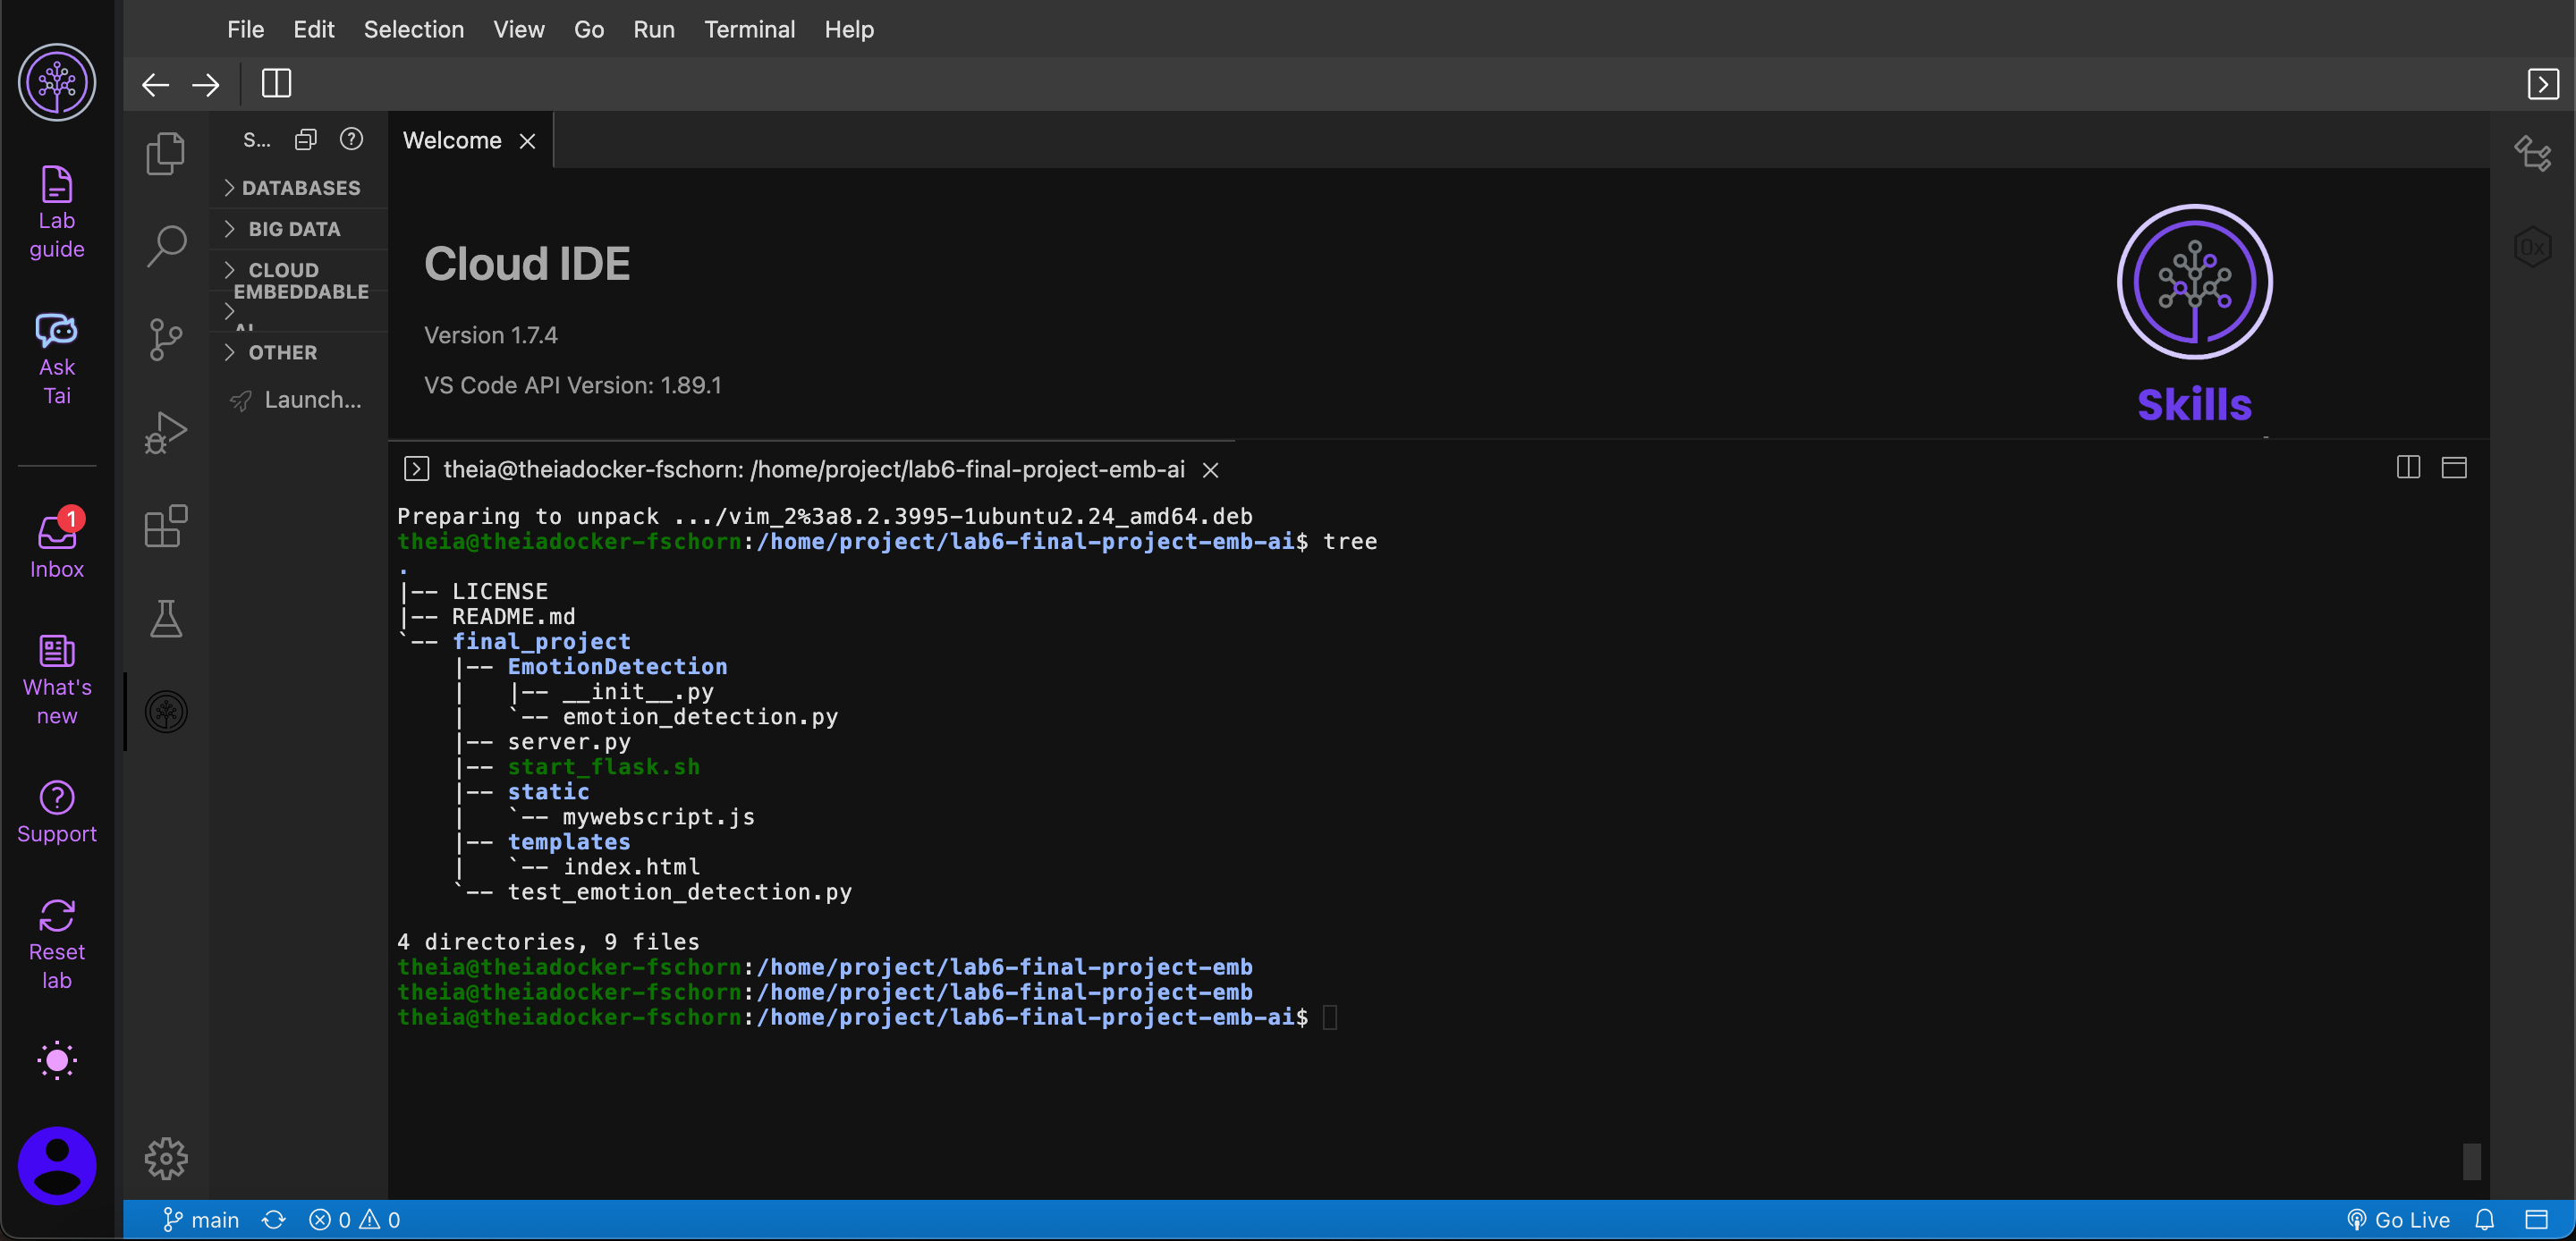 File Edit Selection View Go Run Terminal Help
Lab guide
Ask Tai
1
Inbox
What's new
Support
Reset lab
S...
DATABASES
BIG DATA
CLOUD
EMBEDDABLE
AI
OTHER
Launch...
Welcome
Cloud IDE
Version 1.7.4
VS Code API Version: 1.89.1
Skills
0x
theia@theiadocker-fschorn: /home/project/lab6-final-project-emb-ai
Preparing to unpack .../vim_2%3a8.2.3995-1ubuntu2.24_amd64.deb
theia@theiadocker-fschorn:/home/project/lab6-final-project-emb-ai$ tree
.
|-- LICENSE
|-- README.md
`-- final_project
    |-- EmotionDetection
    |   |-- __init__.py
    |   `-- emotion_detection.py
    |-- server.py
    |-- start_flask.sh
    |-- static
    |   `-- mywebscript.js
    |-- templates
    |   `-- index.html
    `-- test_emotion_detection.py
4 directories, 9 files
theia@theiadocker-fschorn:/home/project/lab6-final-project-emb
theia@theiadocker-fschorn:/home/project/lab6-final-project-emb
theia@theiadocker-fschorn:/home/project/lab6-final-project-emb-ai$
main 0 0 Go Live